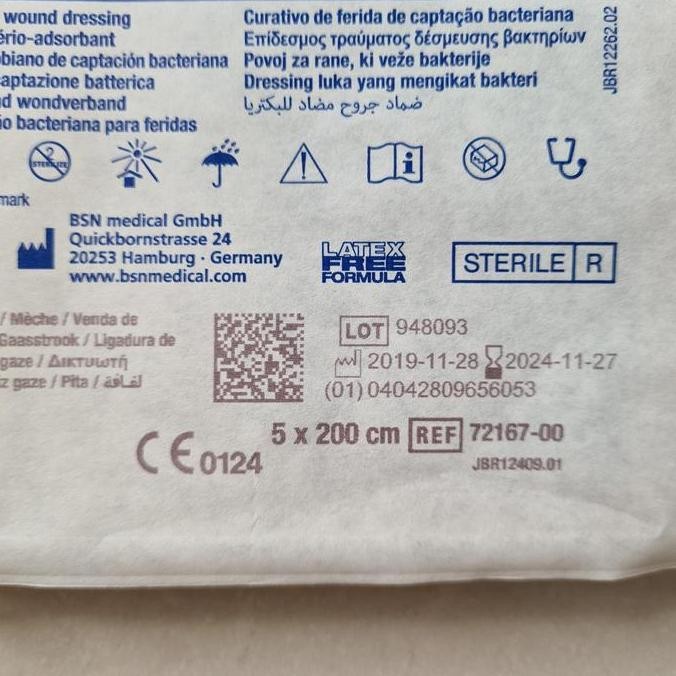 wound dressing
ério-adsorbant
biano de captación bacteriana
aptazione batterica
d wondverband
io bacteriana para feridas
Curativo de ferida de captação bacteriana
Επίδεσμος τραύματος δέσμευσης βακτηρίων
Povoj za rane, ki veže bakterije
Dressing luka yang mengikat bakteri
ضماد جروح مضاد للبكتريا
JBR12262.02
2
STERILIZE
mark
BSN medical GmbH
Quickbornstrasse 24
20253 Hamburg · Germany
www.bsnmedical.com
LATEX
FREE
FORMULA
STERILE R
/ Mèche / Venda de
Gaasstrook / Ligadura de
gaze / Δικτυωτή
z gaze / Pita / لفافة
LOT 948093
2019-11-28 2024-11-27
(01) 04042809656053
5 x 200 cm REF 72167-00
JBR12409.01
CE 0124